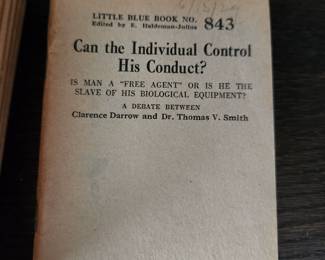 LITTLE BLUE BOOK NO. 843
Edited by E. Haldeman-Julius
Can the Individual Control
His Conduct?
IS MAN A "FREE AGENT" OR IS HE THE
SLAVE OF HIS BIOLOGICAL EQUIPMENT?
A DEBATE BETWEEN
Clarence Darrow and Dr. Thomas V. Smith